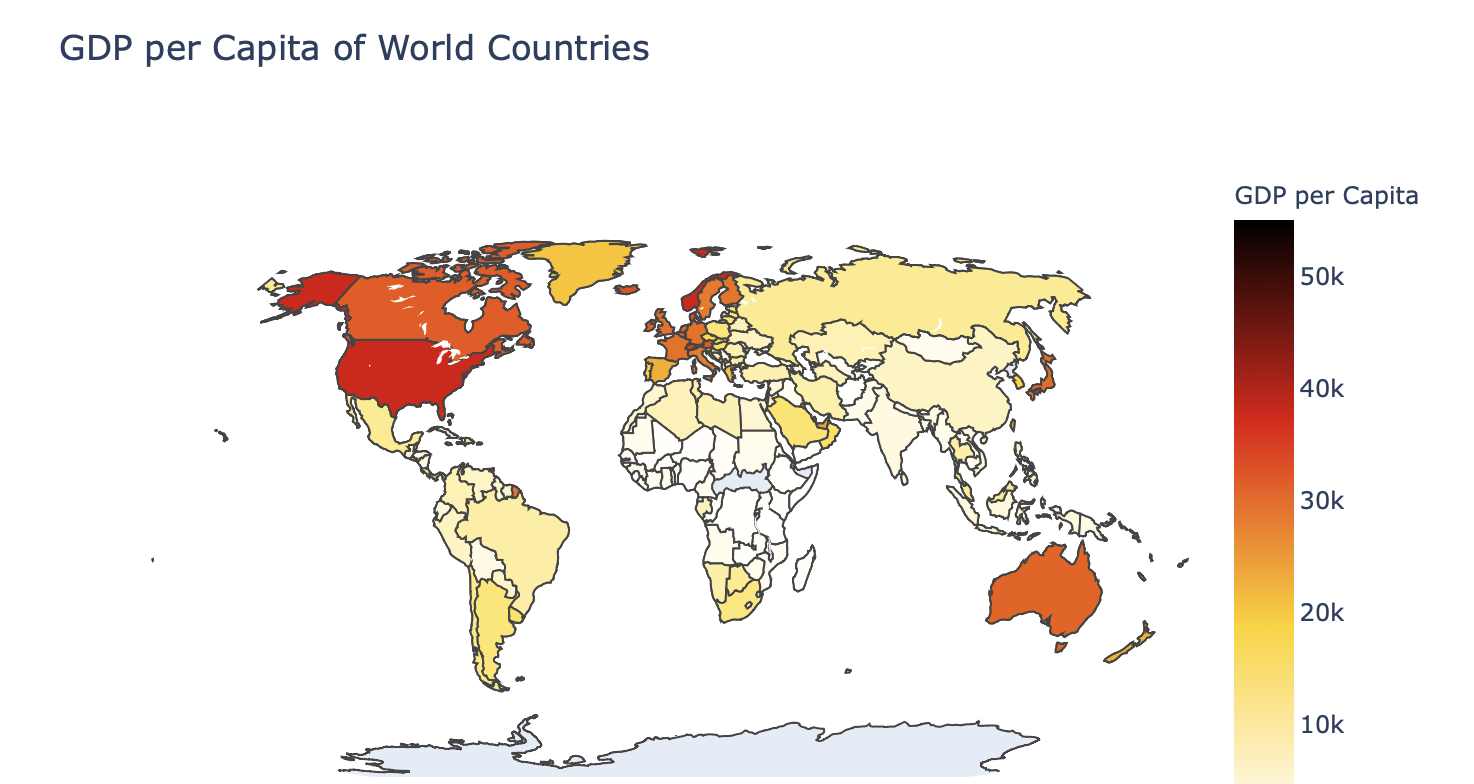 GDP per Capita of World Countries
GDP per Capita
50k
40k
30k
20k
10k